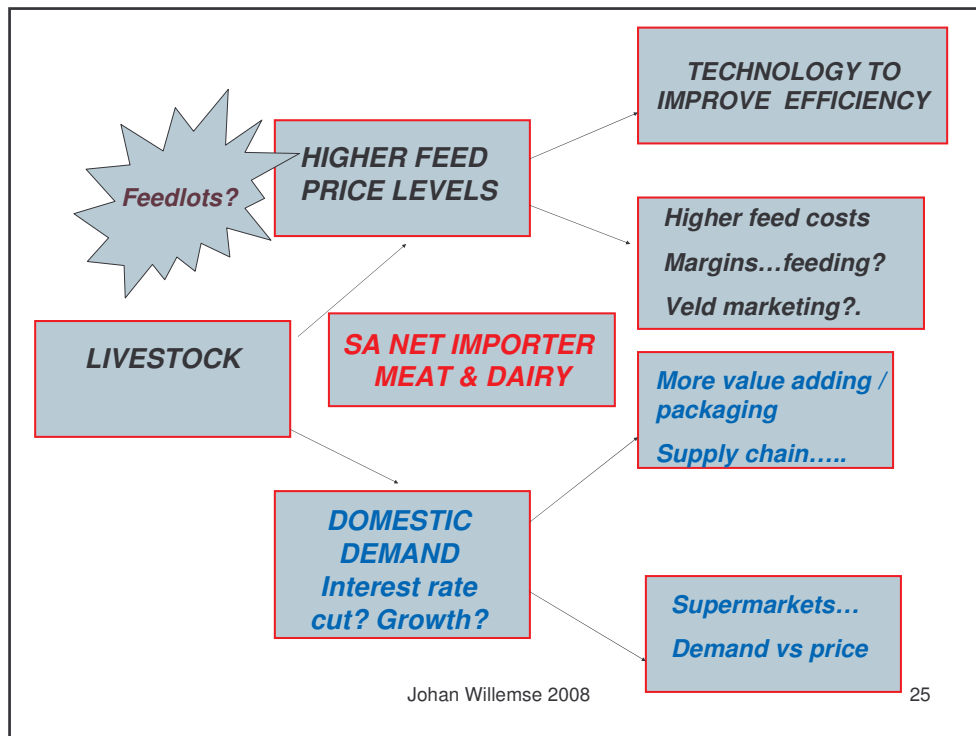 TECHNOLOGY TO
IMPROVE EFFICIENCY
HIGHER FEED
PRICE LEVELS
Feedlots?
Higher feed costs
Margins…feeding?
Veld marketing?.
LIVESTOCK
SA NET IMPORTER
MEAT & DAIRY
More value adding /
packaging
Supply chain…..
DOMESTIC
DEMAND
Interest rate
cut? Growth?
Supermarkets…
Demand vs price
Johan Willemse 2008
25